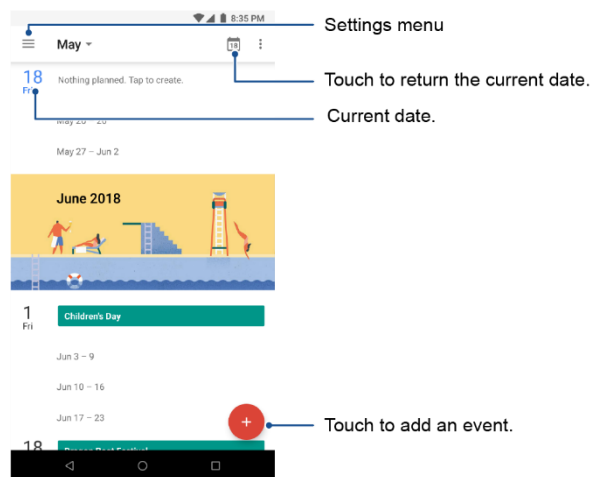 8:35 PM
Settings menu
May
18
Touch to return the current date.
18
Fri
Nothing planned. Tap to create.
Current date.
May 27 – Jun 2
June 2018
1
Fri
Children's Day
Jun 3 – 9
Jun 10 – 16
Jun 17 – 23
+
Touch to add an event.
18